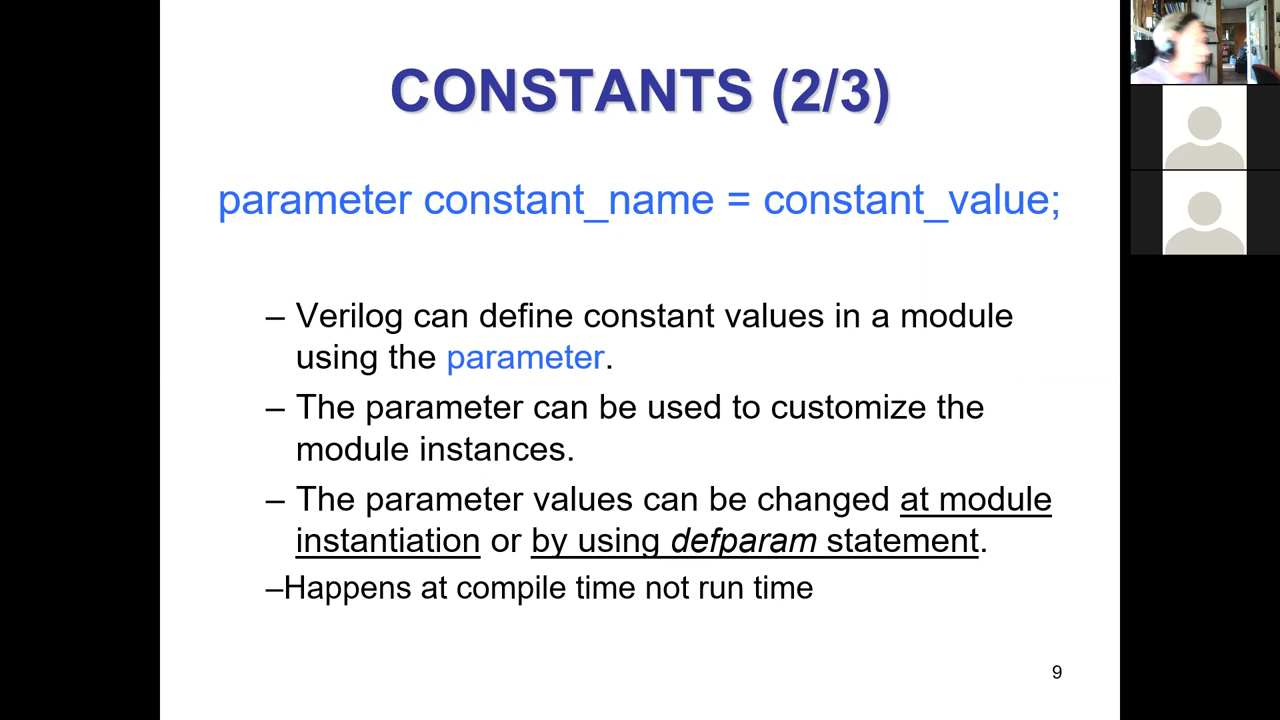 CONSTANTS (2/3)
parameter constant_name = constant_value;
– Verilog can define constant values in a module
using the parameter.
– The parameter can be used to customize the
module instances.
– The parameter values can be changed at module
instantiation or by using defparam statement.
–Happens at compile time not run time
9